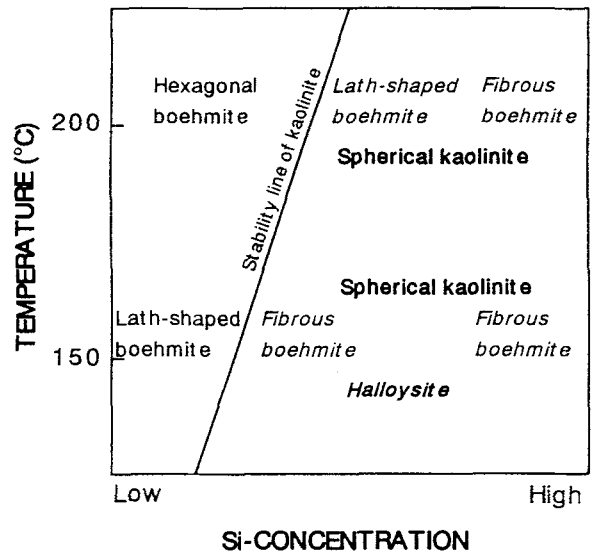 Hexagonal boehmite
Lath-shaped boehmite
Fibrous boehmite
200
Spherical kaolinite
Stability line of kaolinite
TEMPERATURE (°C)
Spherical kaolinite
Lath-shaped boehmite
Fibrous boehmite
Fibrous boehmite
150
Halloysite
Low
High
Si-CONCENTRATION